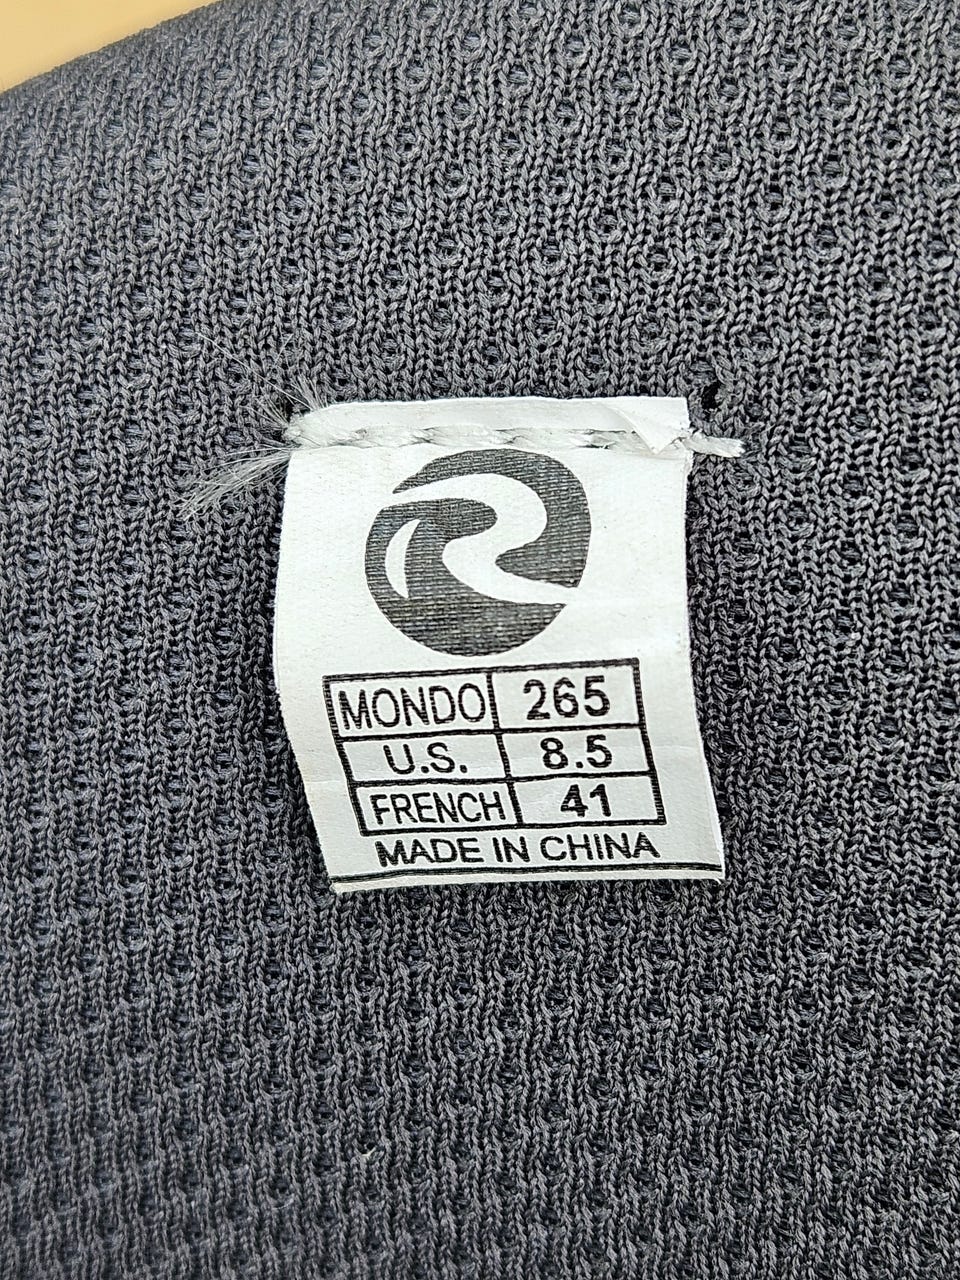 R
MONDO 265
U.S. 8.5
FRENCH 41
MADE IN CHINA